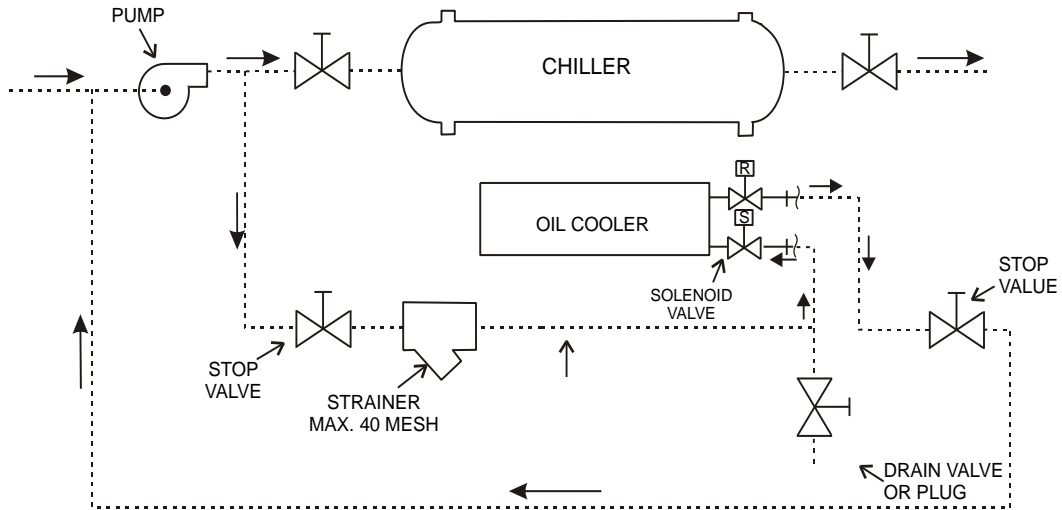 PUMP
CHILLER
R
OIL COOLER
S
SOLENOID
VALVE
STOP
VALUE
STOP
VALVE
STRAINER
MAX. 40 MESH
DRAIN VALVE
OR PLUG